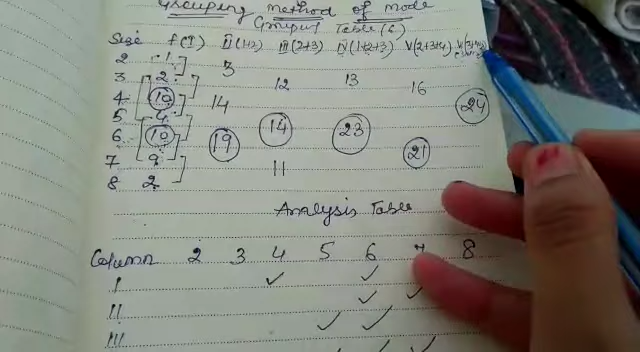 Grouping method of mode
Grouped Table (6)
Size f(I) II(1+2) III(2+3) IV(1+2+3) V(2+3+4)
2 1 3
3 2 12 13
4 10 14 16
5 4 14 23 24
6 10 19 21
7 9 11
8 2
Analysis Table
Column 2 3 4 5 6 7 8
I ✓ ✓
II ✓ ✓
III ✓ ✓
✓ ✓ ✓